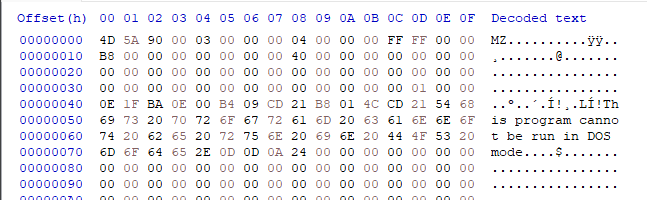 Offset(h) 00 01 02 03 04 05 06 07 08 09 0A 0B 0C 0D 0E 0F Decoded text
00000000 4D 5A 90 00 03 00 00 00 04 00 00 00 FF FF 00 00 MZ..........ÿÿ..
00000010 B8 00 00 00 00 00 00 00 40 00 00 00 00 00 00 00 ¸.......@.......
00000020 00 00 00 00 00 00 00 00 00 00 00 00 00 00 00 00 ................
00000030 00 00 00 00 00 00 00 00 00 00 00 00 00 01 00 00 ................
00000040 0E 1F BA 0E 00 B4 09 CD 21 B8 01 4C CD 21 54 68 ..º..´.Í!¸.LÍ!Th
00000050 69 73 20 70 72 6F 67 72 61 6D 20 63 61 6E 6E 6F is program canno
00000060 74 20 62 65 20 72 75 6E 20 69 6E 20 44 4F 53 20 t be run in DOS
00000070 6D 6F 64 65 2E 0D 0D 0A 24 00 00 00 00 00 00 00 mode....$.......
00000080 00 00 00 00 00 00 00 00 00 00 00 00 00 00 00 00 ................
00000090 00 00 00 00 00 00 00 00 00 00 00 00 00 00 00 00 ................